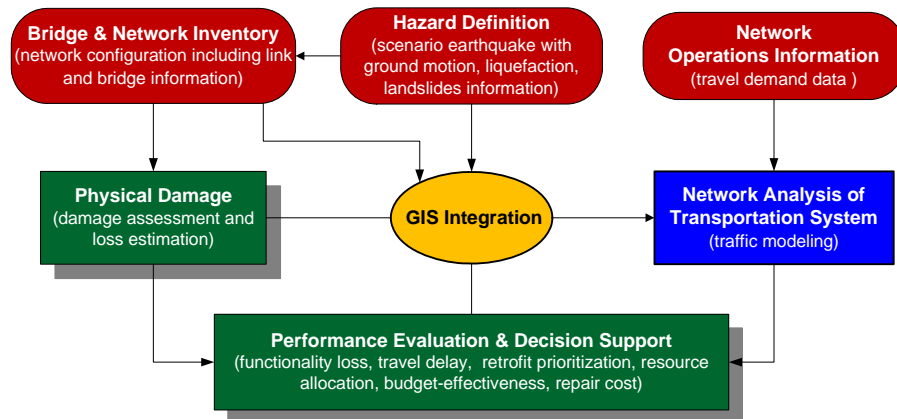 Bridge & Network Inventory
(network configuration including link
and bridge information)
Hazard Definition
(scenario earthquake with
ground motion, liquefaction,
landslides information)
Network
Operations Information
(travel demand data )
Physical Damage
(damage assessment and
loss estimation)
GIS Integration
Network Analysis of
Transportation System
(traffic modeling)
Performance Evaluation & Decision Support
(functionality loss, travel delay,  retrofit prioritization, resource
allocation, budget-effectiveness, repair cost)